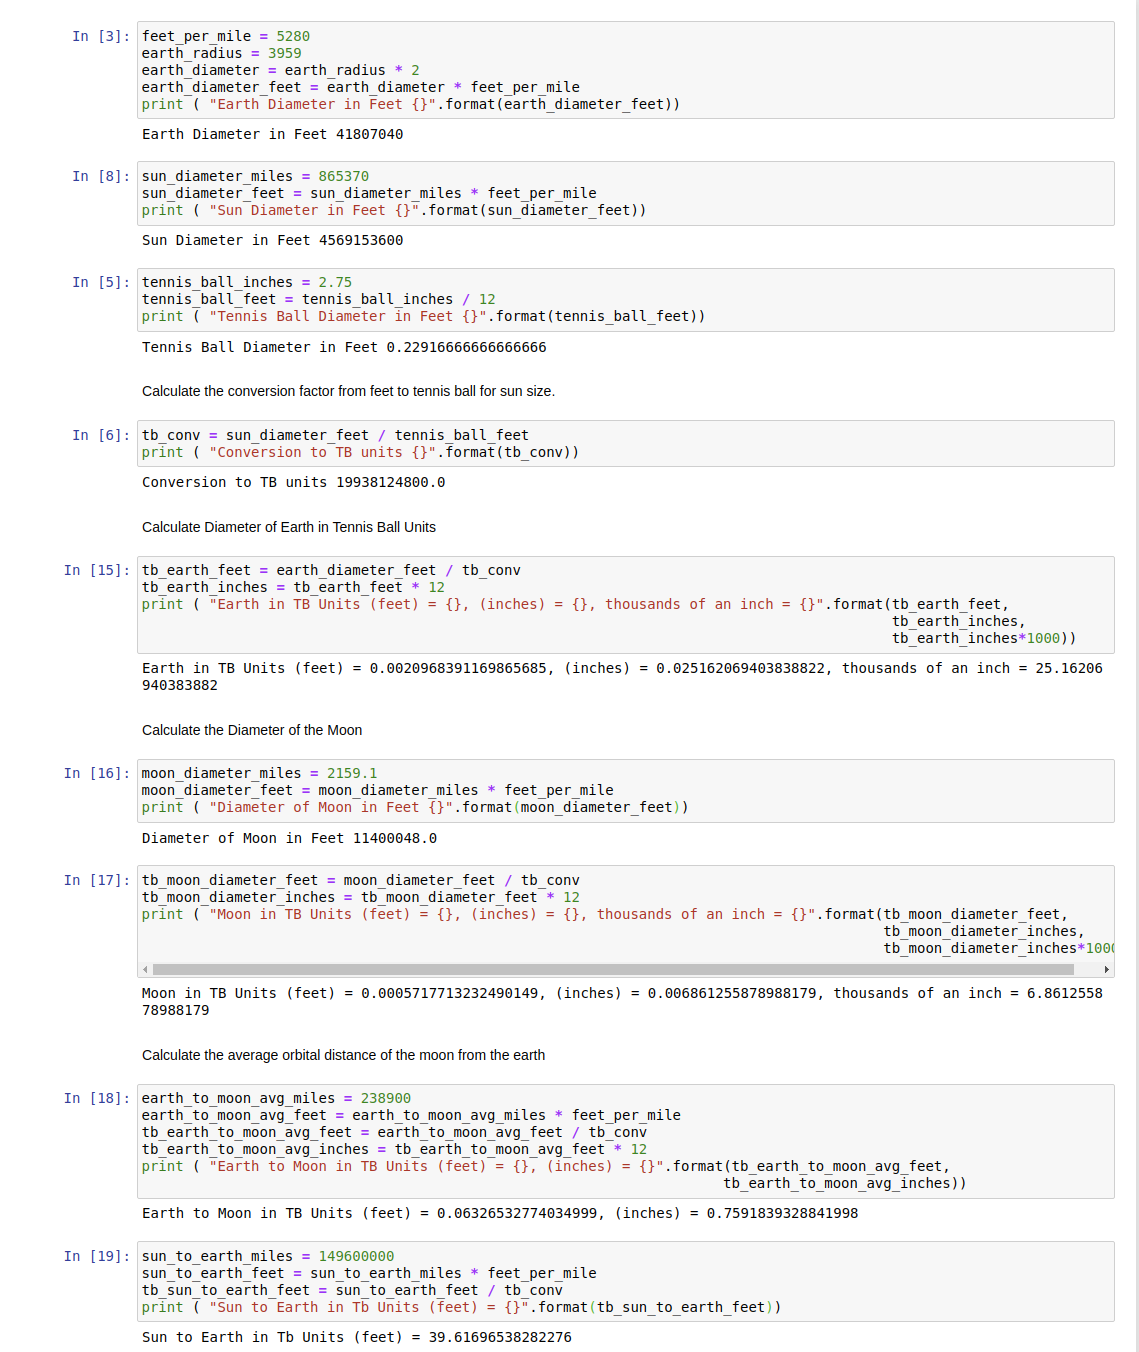 In [3]: feet_per_mile = 5280
earth_radius = 3959
earth_diameter = earth_radius * 2
earth_diameter_feet = earth_diameter * feet_per_mile
print ( "Earth Diameter in Feet {}".format(earth_diameter_feet))
Earth Diameter in Feet 41807040
In [8]: sun_diameter_miles = 865370
sun_diameter_feet = sun_diameter_miles * feet_per_mile
print ( "Sun Diameter in Feet {}".format(sun_diameter_feet))
Sun Diameter in Feet 4569153600
In [5]: tennis_ball_inches = 2.75
tennis_ball_feet = tennis_ball_inches / 12
print ( "Tennis Ball Diameter in Feet {}".format(tennis_ball_feet))
Tennis Ball Diameter in Feet 0.22916666666666666
Calculate the conversion factor from feet to tennis ball for sun size.
In [6]: tb_conv = sun_diameter_feet / tennis_ball_feet
print ( "Conversion to TB units {}".format(tb_conv))
Conversion to TB units 19938124800.0
Calculate Diameter of Earth in Tennis Ball Units
In [15]: tb_earth_feet = earth_diameter_feet / tb_conv
tb_earth_inches = tb_earth_feet * 12
print ( "Earth in TB Units (feet) = {}, (inches) = {}, thousands of an inch = {}".format(tb_earth_feet,
tb_earth_inches,
tb_earth_inches*1000))
Earth in TB Units (feet) = 0.0020968391169865685, (inches) = 0.025162069403838822, thousands of an inch = 25.16206
940383882
Calculate the Diameter of the Moon
In [16]: moon_diameter_miles = 2159.1
moon_diameter_feet = moon_diameter_miles * feet_per_mile
print ( "Diameter of Moon in Feet {}".format(moon_diameter_feet))
Diameter of Moon in Feet 11400048.0
In [17]: tb_moon_diameter_feet = moon_diameter_feet / tb_conv
tb_moon_diameter_inches = tb_moon_diameter_feet * 12
print ( "Moon in TB Units (feet) = {}, (inches) = {}, thousands of an inch = {}".format(tb_moon_diameter_feet,
tb_moon_diameter_inches,
tb_moon_diameter_inches*1000
Moon in TB Units (feet) = 0.0005717713232490149, (inches) = 0.006861255878988179, thousands of an inch = 6.8612558
78988179
Calculate the average orbital distance of the moon from the earth
In [18]: earth_to_moon_avg_miles = 238900
earth_to_moon_avg_feet = earth_to_moon_avg_miles * feet_per_mile
tb_earth_to_moon_avg_feet = earth_to_moon_avg_feet / tb_conv
tb_earth_to_moon_avg_inches = tb_earth_to_moon_avg_feet * 12
print ( "Earth to Moon in TB Units (feet) = {}, (inches) = {}".format(tb_earth_to_moon_avg_feet,
tb_earth_to_moon_avg_inches))
Earth to Moon in TB Units (feet) = 0.06326532774034999, (inches) = 0.7591839328841998
In [19]: sun_to_earth_miles = 149600000
sun_to_earth_feet = sun_to_earth_miles * feet_per_mile
tb_sun_to_earth_feet = sun_to_earth_feet / tb_conv
print ( "Sun to Earth in Tb Units (feet) = {}".format(tb_sun_to_earth_feet))
Sun to Earth in Tb Units (feet) = 39.61696538282276